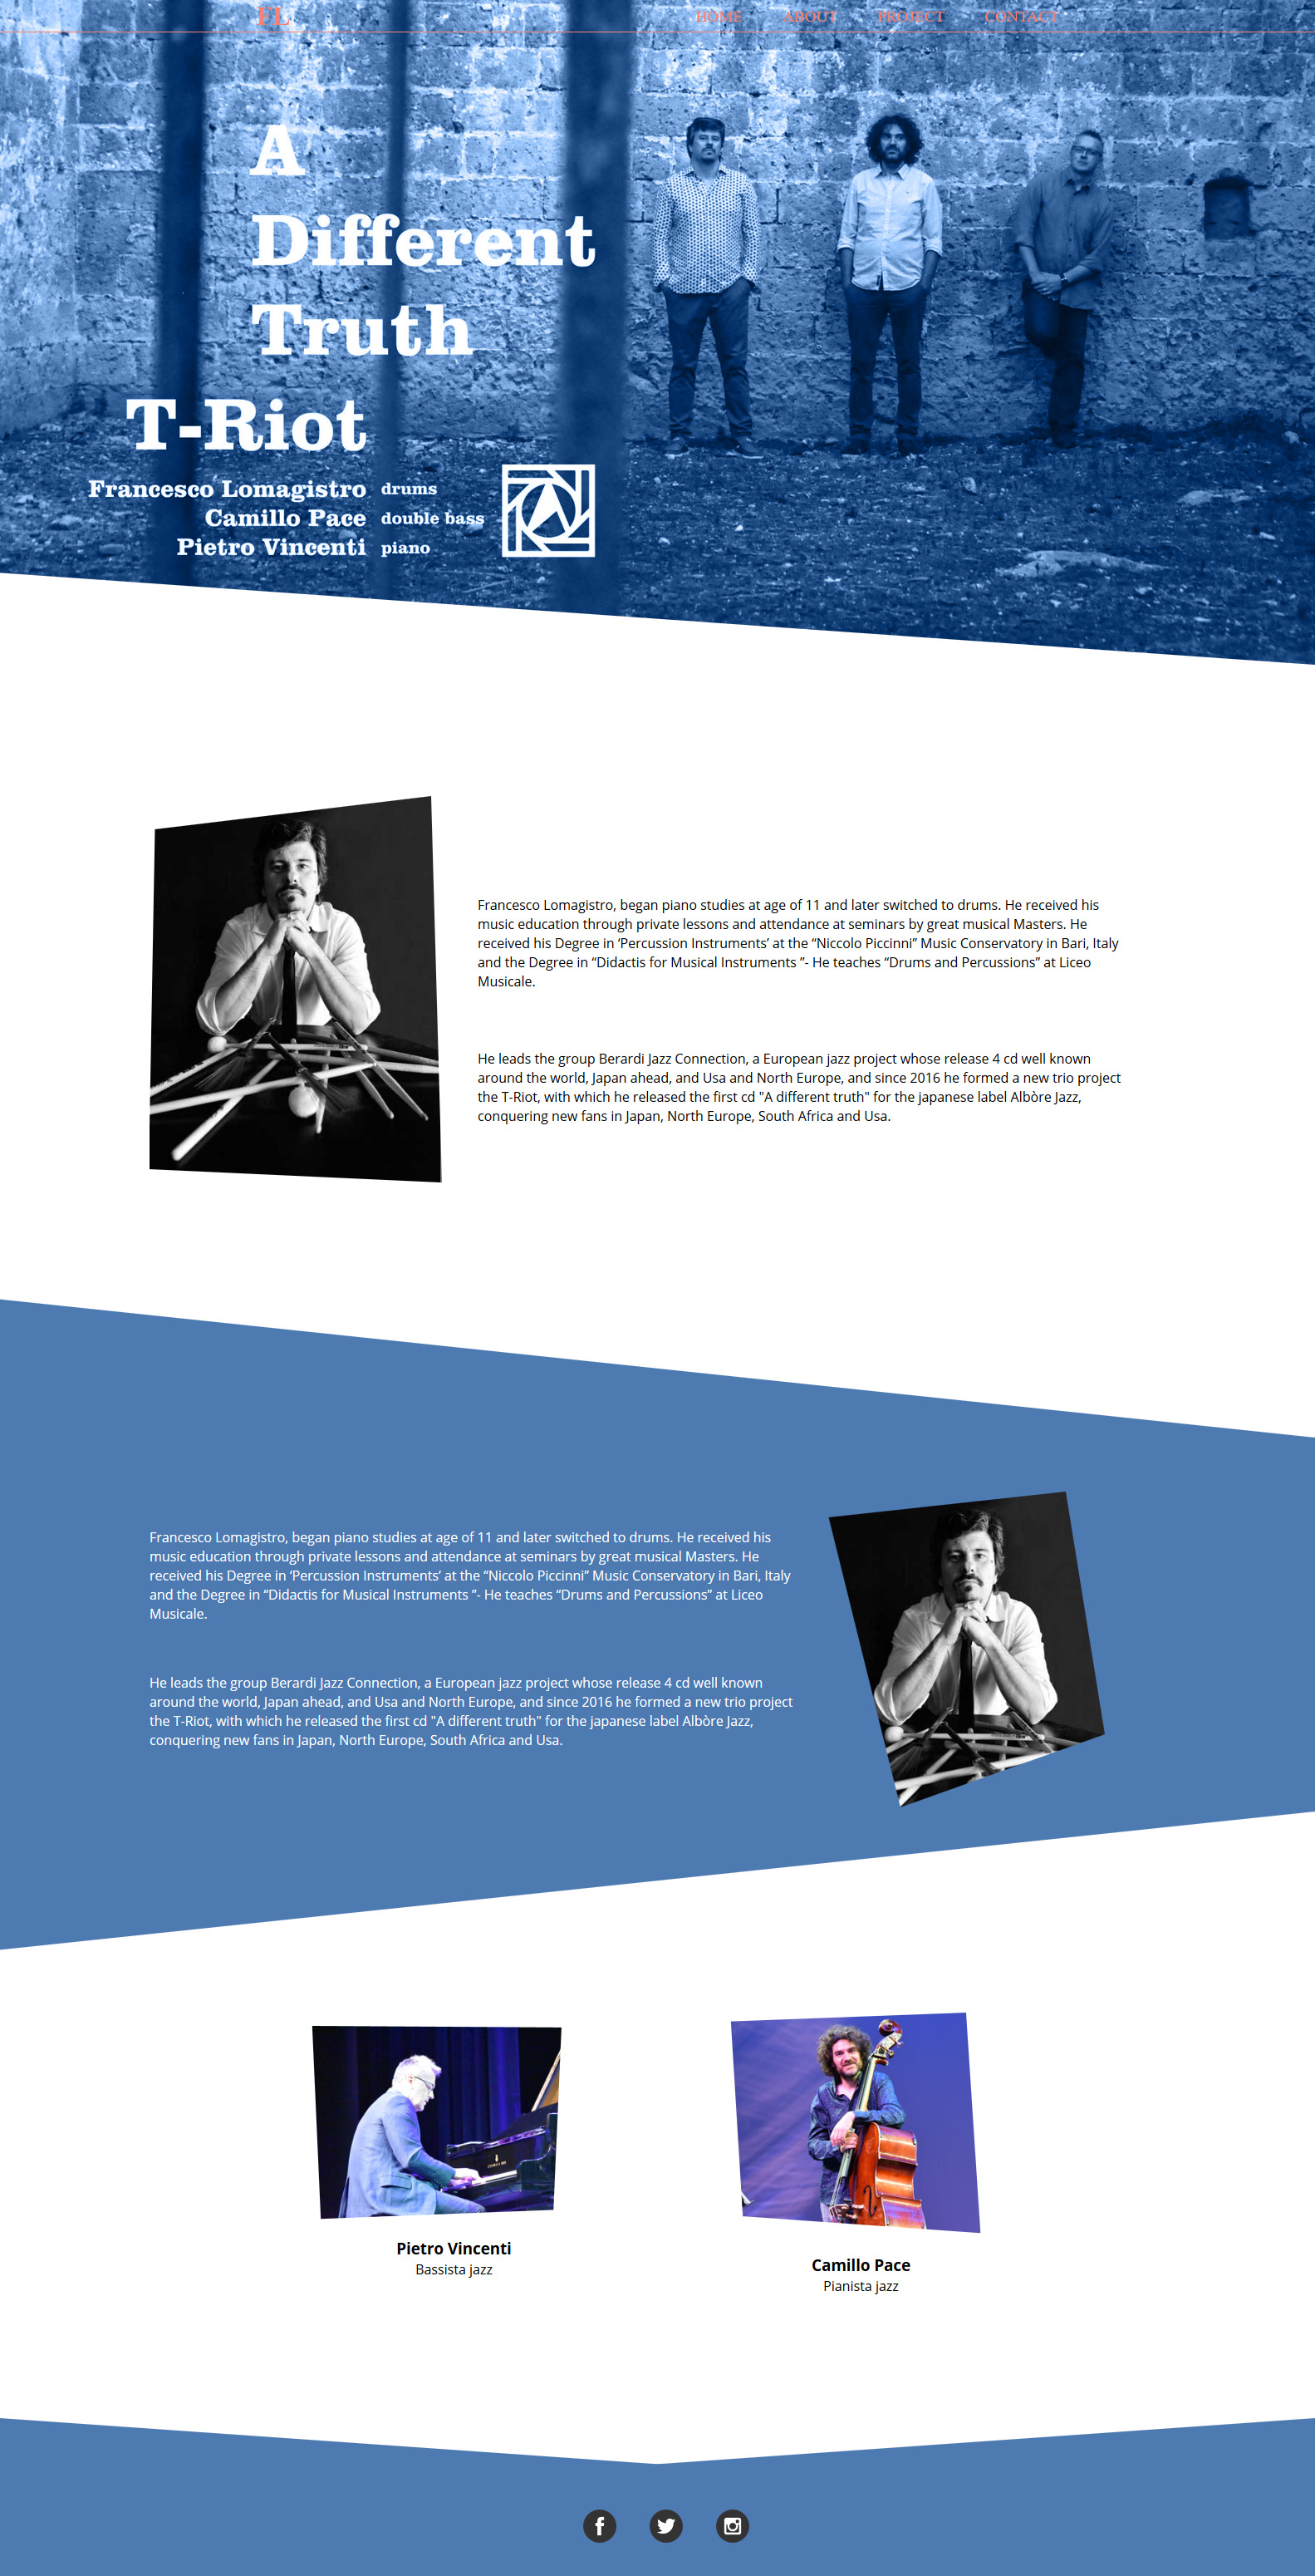 FL HOME ABOUT PROJECT CONTACT
A
Different
Truth
T-Riot
Francesco Lomagistro drums
Camillo Pace double bass
Pietro Vincenti piano
Francesco Lomagistro, began piano studies at age of 11 and later switched to drums. He received his
music education through private lessons and attendance at seminars by great musical Masters. He
received his Degree in ‘Percussion Instruments’ at the “Niccolo Piccinni” Music Conservatory in Bari, Italy
and the Degree in “Didactis for Musical Instruments ”- He teaches “Drums and Percussions” at Liceo
Musicale.
He leads the group Berardi Jazz Connection, a European jazz project whose release 4 cd well known
around the world, Japan ahead, and Usa and North Europe, and since 2016 he formed a new trio project
the T-Riot, with which he released the first cd "A different truth" for the japanese label Albòre Jazz,
conquering new fans in Japan, North Europe, South Africa and Usa.
Francesco Lomagistro, began piano studies at age of 11 and later switched to drums. He received his
music education through private lessons and attendance at seminars by great musical Masters. He
received his Degree in ‘Percussion Instruments’ at the “Niccolo Piccinni” Music Conservatory in Bari, Italy
and the Degree in “Didactis for Musical Instruments ”- He teaches “Drums and Percussions” at Liceo
Musicale.
He leads the group Berardi Jazz Connection, a European jazz project whose release 4 cd well known
around the world, Japan ahead, and Usa and North Europe, and since 2016 he formed a new trio project
the T-Riot, with which he released the first cd "A different truth" for the japanese label Albòre Jazz,
conquering new fans in Japan, North Europe, South Africa and Usa.
Pietro Vincenti
Bassista jazz
Camillo Pace
Pianista jazz